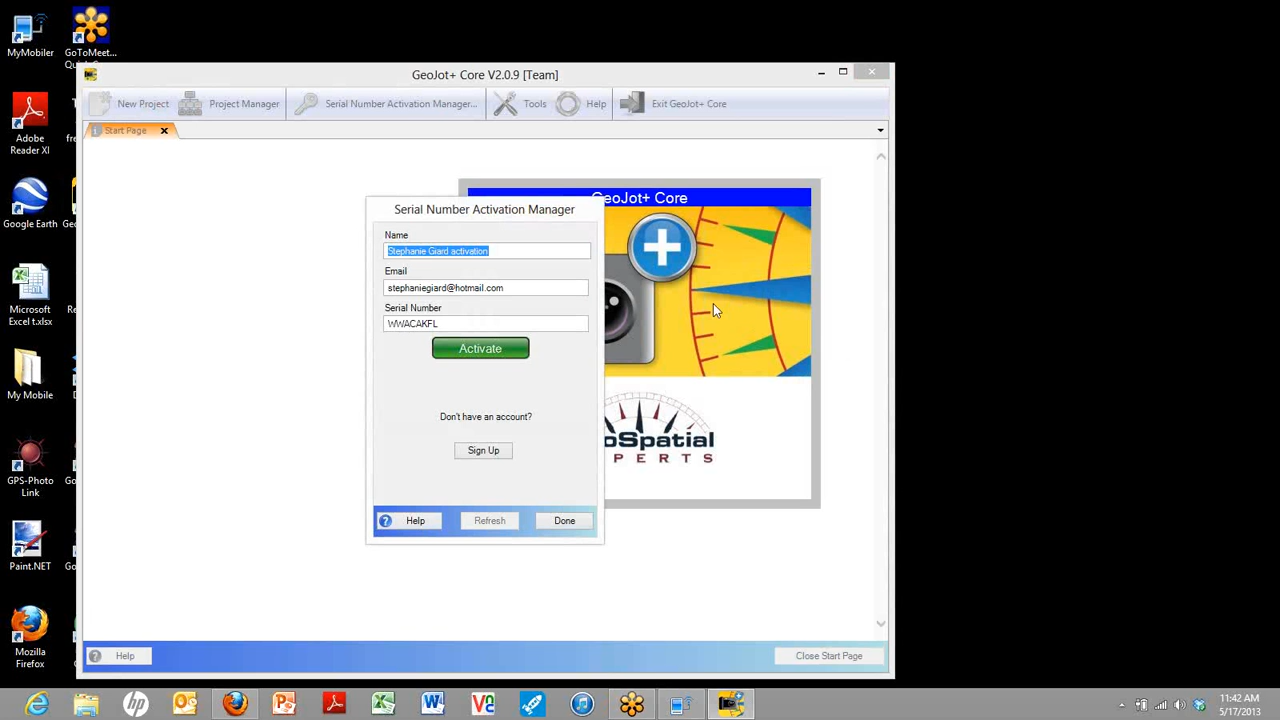 MyMobiler
GoToMeet...
GeoJot+ Core V2.0.9 [Team]
New Project
Project Manager
Serial Number Activation Manager...
Tools
Help
Exit GeoJot+ Core
Start Page
Adobe
Reader XI
Google Earth
Microsoft
Excel t.xlsx
My Mobile
GPS-Photo
Link
Paint.NET
Mozilla
Firefox
GeoJot+ Core
Serial Number Activation Manager
Name
Stephanie Giard activation
Email
stephaniegiard@hotmail.com
Serial Number
WWACAKFL
Activate
Don't have an account?
Sign Up
Help
Refresh
Done
Help
Close Start Page
11:42 AM
5/17/2013